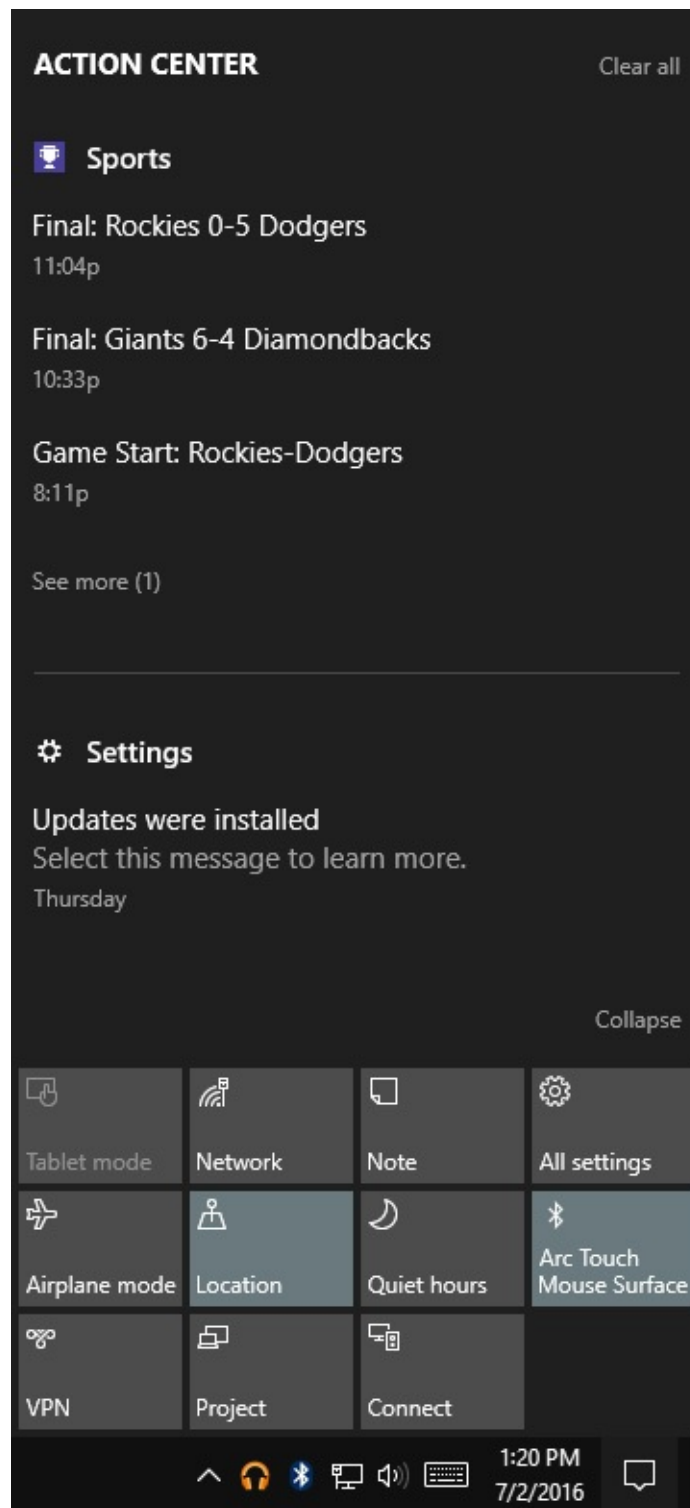 ACTION CENTER
Clear all
Sports
Final: Rockies 0-5 Dodgers
11:04p
Final: Giants 6-4 Diamondbacks
10:33p
Game Start: Rockies-Dodgers
8:11p
See more (1)
Settings
Updates were installed
Select this message to learn more.
Thursday
Collapse
Tablet mode
Network
Note
All settings
Airplane mode
Location
Quiet hours
Arc Touch
Mouse Surface
VPN
Project
Connect
1:20 PM
7/2/2016